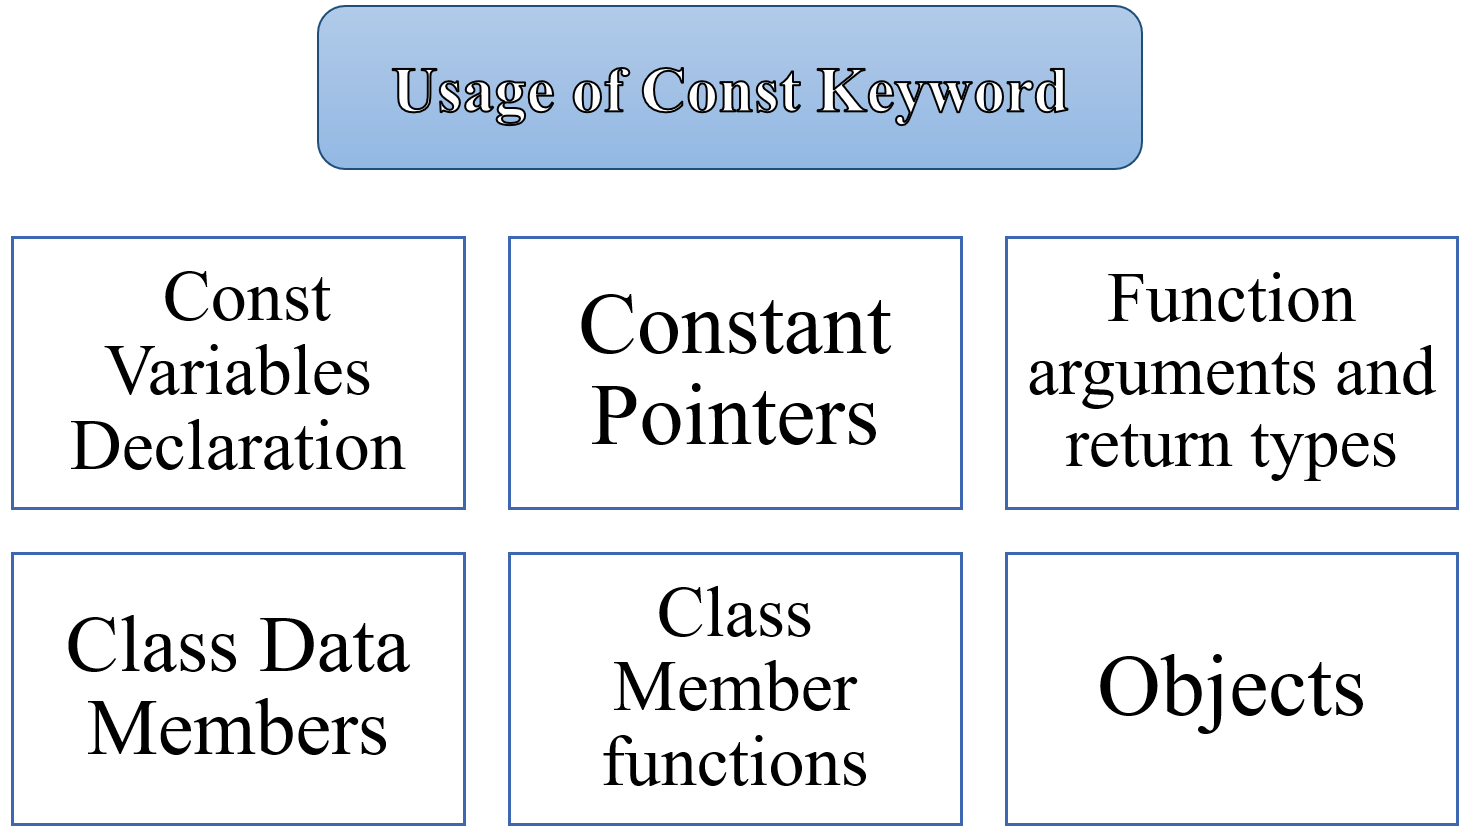 Usage of Const Keyword
Const
Variables
Declaration
Constant
Pointers
Function
arguments and
return types
Class Data
Members
Class
Member
functions
Objects